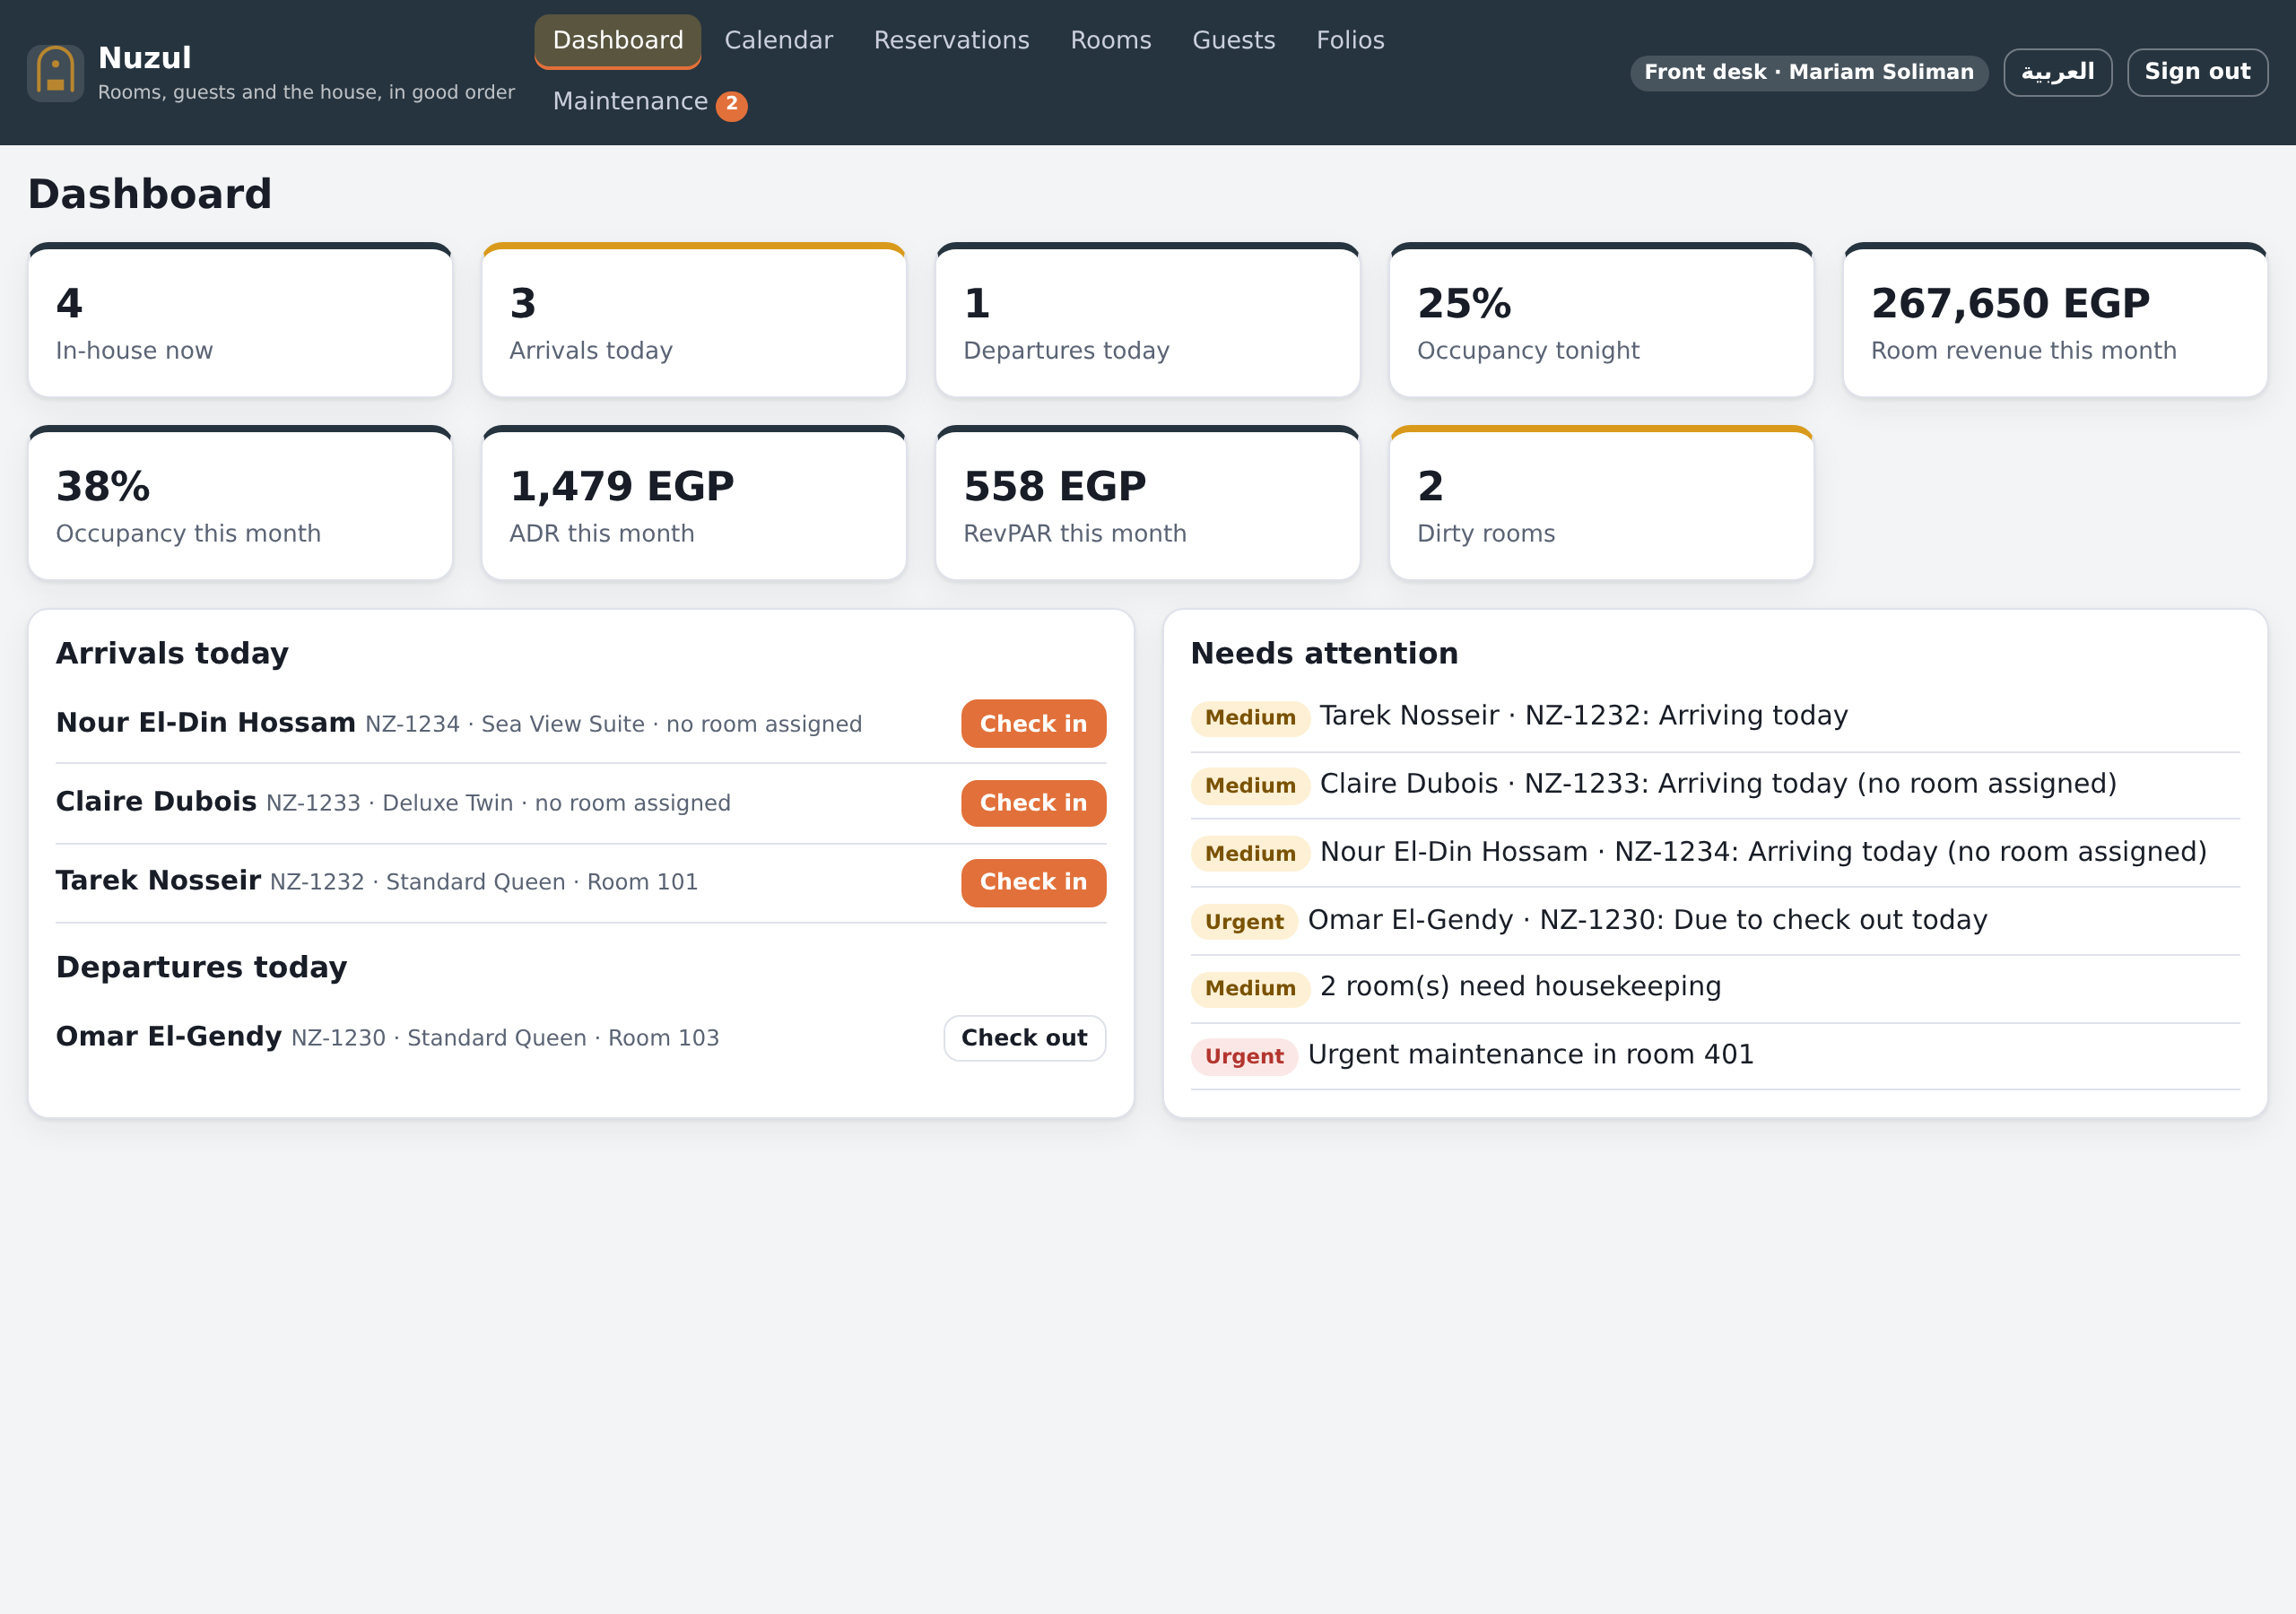 Nuzul
Rooms, guests and the house, in good order
Dashboard
Calendar
Reservations
Rooms
Guests
Folios
Maintenance 2
Front desk · Mariam Soliman
العربية
Sign out
Dashboard
4
In-house now
3
Arrivals today
1
Departures today
25%
Occupancy tonight
267,650 EGP
Room revenue this month
38%
Occupancy this month
1,479 EGP
ADR this month
558 EGP
RevPAR this month
2
Dirty rooms
Arrivals today
Nour El-Din Hossam NZ-1234 · Sea View Suite · no room assigned
Check in
Claire Dubois NZ-1233 · Deluxe Twin · no room assigned
Check in
Tarek Nosseir NZ-1232 · Standard Queen · Room 101
Check in
Departures today
Omar El-Gendy NZ-1230 · Standard Queen · Room 103
Check out
Needs attention
Medium Tarek Nosseir · NZ-1232: Arriving today
Medium Claire Dubois · NZ-1233: Arriving today (no room assigned)
Medium Nour El-Din Hossam · NZ-1234: Arriving today (no room assigned)
Urgent Omar El-Gendy · NZ-1230: Due to check out today
Medium 2 room(s) need housekeeping
Urgent Urgent maintenance in room 401